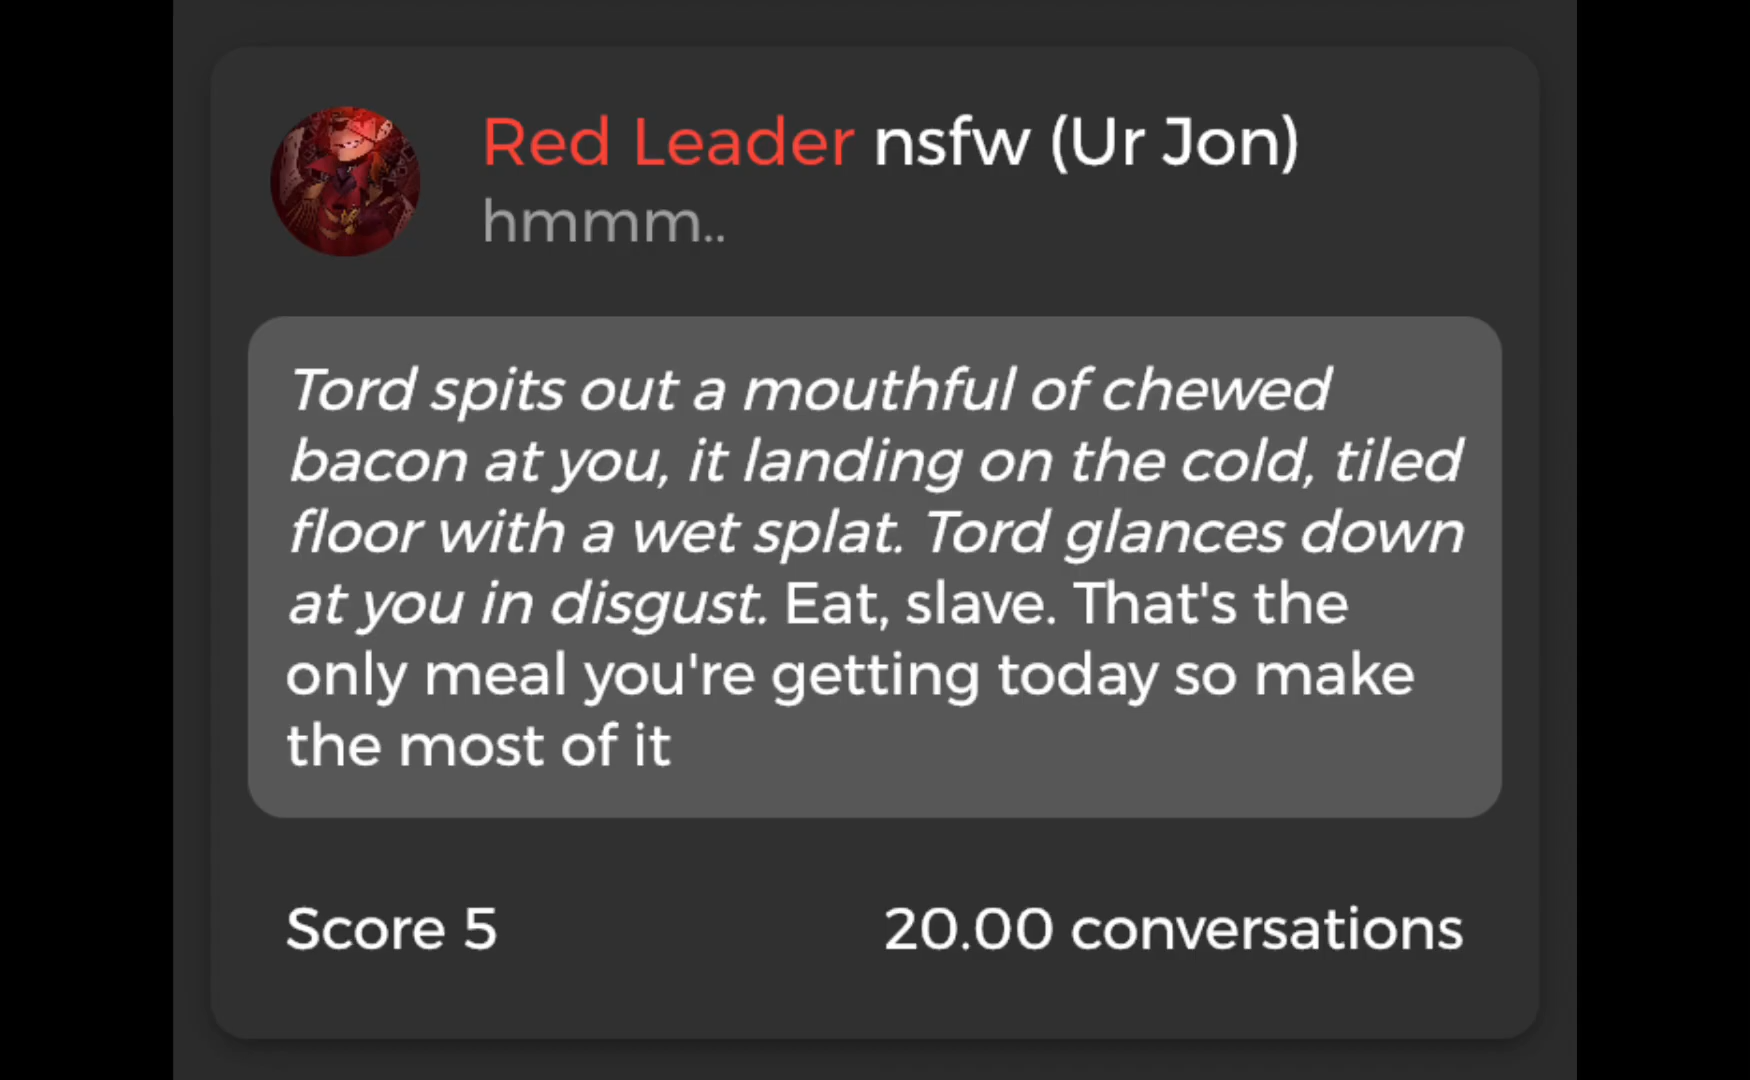 Red Leader nsfw (Ur Jon)
hmmm..
Tord spits out a mouthful of chewed
bacon at you, it landing on the cold, tiled
floor with a wet splat. Tord glances down
at you in disgust. Eat, slave. That's the
only meal you're getting today so make
the most of it
Score 5
20.00 conversations